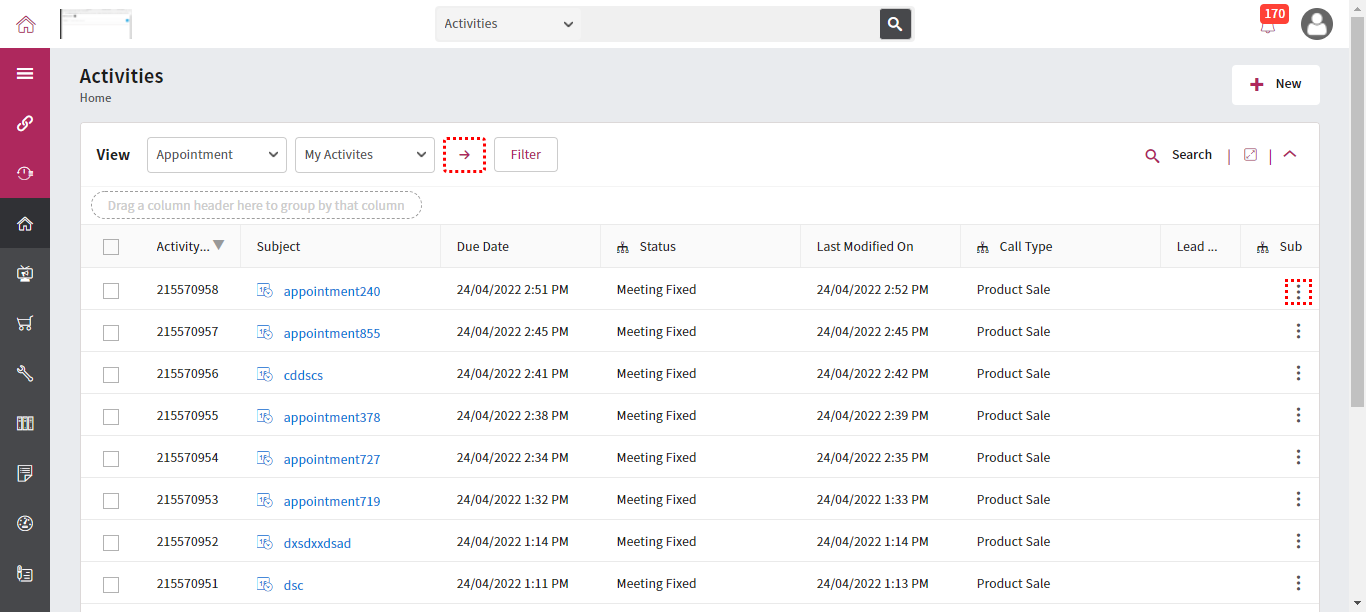 Activities
170
Activities
Home
New
View
Appointment
My Activites
Filter
Search
Drag a column header here to group by that column
Activity... Subject Due Date Status Last Modified On Call Type Lead ... Sub
215570958 appointment240 24/04/2022 2:51 PM Meeting Fixed 24/04/2022 2:52 PM Product Sale
215570957 appointment855 24/04/2022 2:45 PM Meeting Fixed 24/04/2022 2:45 PM Product Sale
215570956 cddscs 24/04/2022 2:41 PM Meeting Fixed 24/04/2022 2:42 PM Product Sale
215570955 appointment378 24/04/2022 2:38 PM Meeting Fixed 24/04/2022 2:39 PM Product Sale
215570954 appointment727 24/04/2022 2:34 PM Meeting Fixed 24/04/2022 2:35 PM Product Sale
215570953 appointment719 24/04/2022 1:32 PM Meeting Fixed 24/04/2022 1:33 PM Product Sale
215570952 dxsdxxdsad 24/04/2022 1:14 PM Meeting Fixed 24/04/2022 1:14 PM Product Sale
215570951 dsc 24/04/2022 1:11 PM Meeting Fixed 24/04/2022 1:13 PM Product Sale